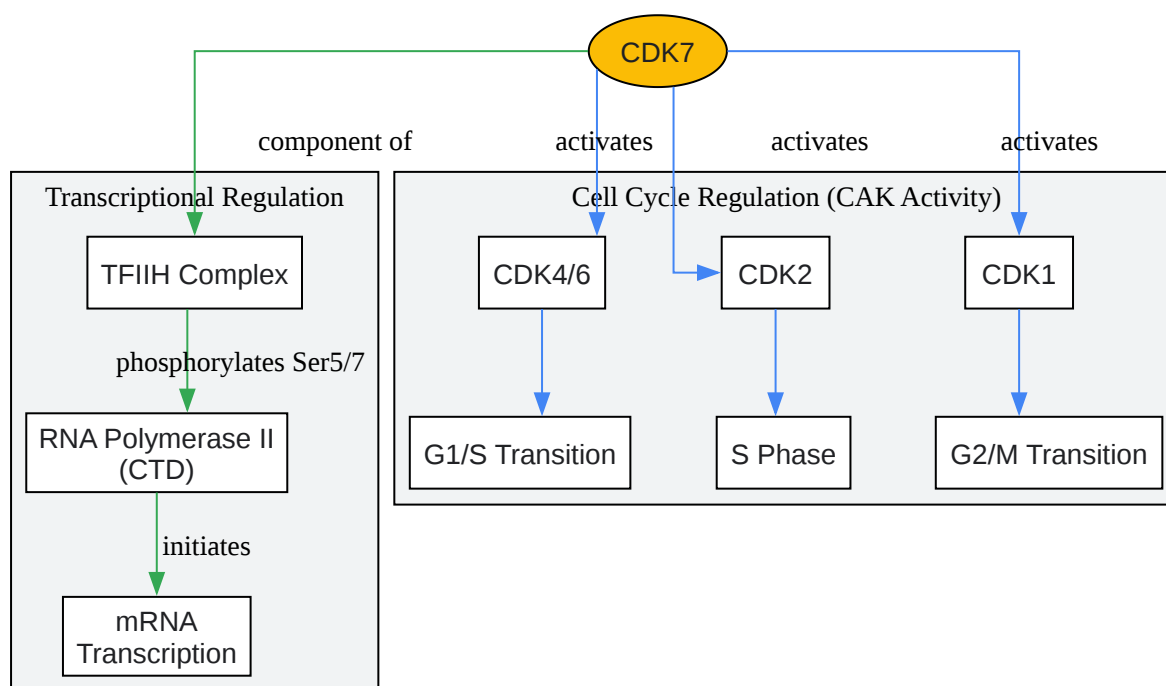 CDK7
component of
activates
activates
activates
Transcriptional Regulation
Cell Cycle Regulation (CAK Activity)
TFIIH Complex
CDK4/6
CDK2
CDK1
phosphorylates Ser5/7
RNA Polymerase II
(CTD)
G1/S Transition
S Phase
G2/M Transition
initiates
mRNA
Transcription